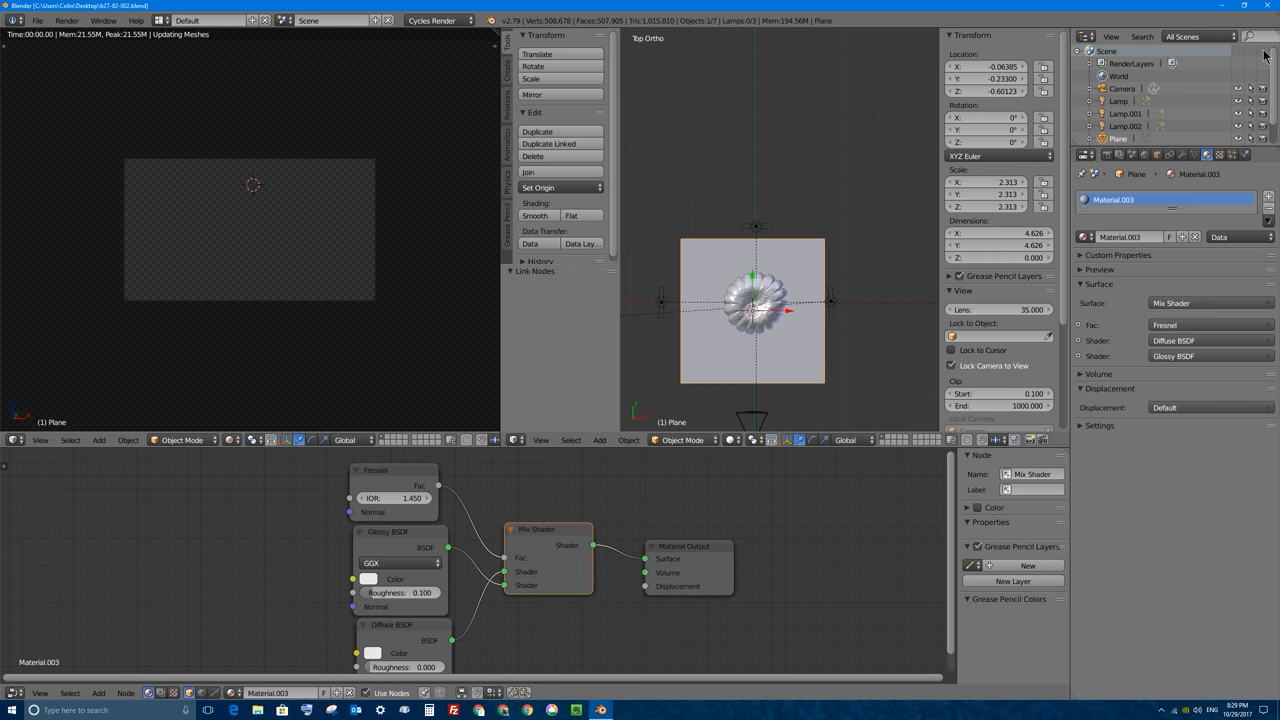 Blender [C:\Users\Colin\Desktop\b27-82-002.blend]
File Render Window Help Default Scene Cycles Render v2.79 | Verts:508,678 | Faces:507,905 | Tris:1,015,810 | Objects:1/7 | Lamps:0/3 | Mem:194.56M | Plane
Time:00:00.00 | Mem:21.55M, Peak:21.55M | Updating Meshes
(1) Plane
View Select Add Object Object Mode Global
Tools
Create
Relations
Animation
Physics
Grease Pencil
Transform
Translate
Rotate
Scale
Mirror
Edit
Duplicate
Duplicate Linked
Delete
Join
Set Origin
Shading:
Smooth Flat
Data Transfer:
Data Data Lay...
History
Link Nodes
Top Ortho
(1) Plane
View Select Add Object Object Mode Global
Transform
Location:
X: -0.06385
Y: -0.23300
Z: -0.60123
Rotation:
X: 0°
Y: 0°
Z: 0°
XYZ Euler
Scale:
X: 2.313
Y: 2.313
Z: 2.313
Dimensions:
X: 4.626
Y: 4.626
Z: 0.000
Grease Pencil Layers
View
Lens: 35.000
Lock to Object:
Lock to Cursor
Lock Camera to View
Clip:
Start: 0.100
End: 1000.000
Local Camera:
View Search All Scenes
Scene
RenderLayers
World
Camera
Lamp
Lamp.001
Lamp.002
Plane
Plane Material.003
Material.003
Material.003 F Data
Custom Properties
Preview
Surface
Surface: Mix Shader
Fac: Fresnel
Shader: Diffuse BSDF
Shader: Glossy BSDF
Volume
Displacement
Displacement: Default
Settings
Fresnel
Fac
IOR: 1.450
Normal
Glossy BSDF
BSDF
GGX
Color
Roughness: 0.100
Normal
Diffuse BSDF
BSDF
Color
Roughness: 0.000
Mix Shader
Shader
Fac
Shader
Shader
Material Output
Surface
Volume
Displacement
Material.003
Node
Name: Mix Shader
Label:
Color
Properties
Grease Pencil Layers
New
New Layer
Grease Pencil Colors
View Select Add Node Material.003 F Use Nodes
Type here to search
ENG
8:29 PM
10/29/2017